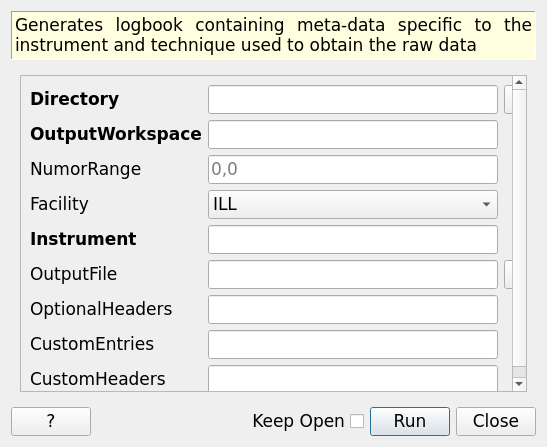 Generates logbook containing meta-data specific to the
instrument and technique used to obtain the raw data
Directory
OutputWorkspace
NumorRange 0,0
Facility ILL
Instrument
OutputFile
OptionalHeaders
CustomEntries
CustomHeaders
? Keep Open Run Close